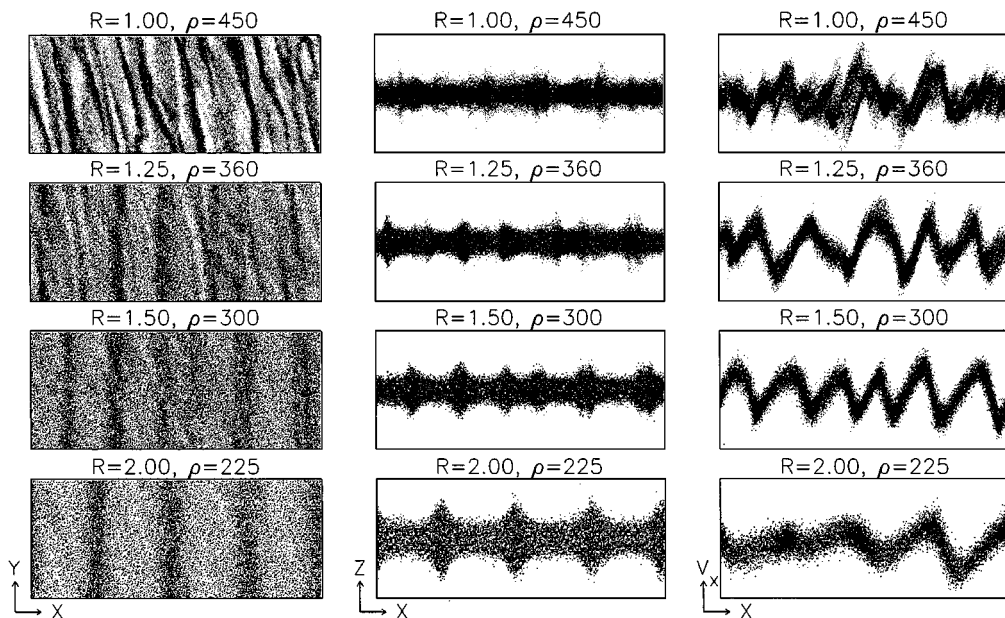 R=1.00, ρ=450
R=1.00, ρ=450
R=1.00, ρ=450
R=1.25, ρ=360
R=1.25, ρ=360
R=1.25, ρ=360
R=1.50, ρ=300
R=1.50, ρ=300
R=1.50, ρ=300
R=2.00, ρ=225
R=2.00, ρ=225
R=2.00, ρ=225
Y
X
Z
X
Vx
X